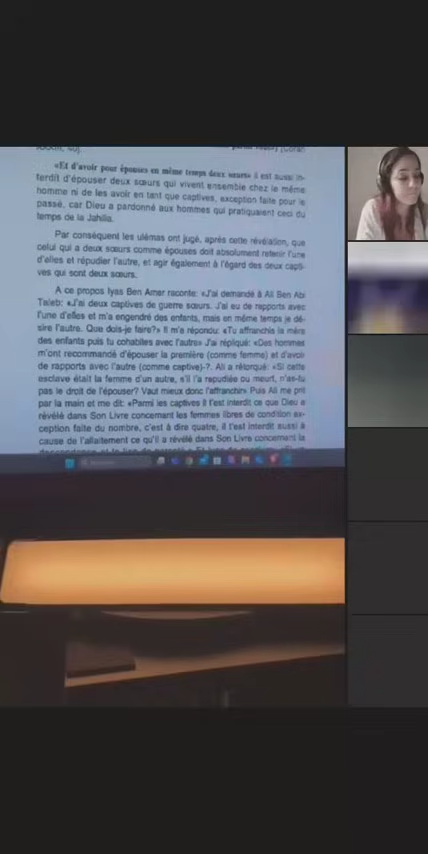 (Coran
«Et d'avoir pour épouses en même temps deux sœurs» il est aussi in-
terdit d'épouser deux sœurs qui vivent ensemble chez le même
homme ni de les avoir en tant que captives, exception faite pour le
passé, car Dieu a pardonné aux hommes qui pratiquaient ceci du
temps de la Jahilia.
Par conséquent les ulémas ont jugé, après cette révélation, que
celui qui a deux sœurs comme épouses doit absolument retenir l'une
d'elles et répudier l'autre, et agir également à l'égard des deux capti-
ves qui sont deux sœurs.
A ce propos Iyas Ben Amer raconte: «J'ai demandé à Ali Ben Abi
Taleb: «J'ai deux captives de guerre sœurs. J'ai eu de rapports avec
l'une d'elles et m'a engendré des enfants, mais en même temps je dé-
sire l'autre. Que dois-je faire?» Il m'a répondu: «Tu affranchis la mère
des enfants puis tu cohabites avec l'autre» J'ai répliqué: «Des hommes
m'ont recommandé d'épouser la première (comme femme) et d'avoir
de rapports avec l'autre (comme captive)-?. Ali a rétorqué: «Si cette
esclave était la femme d'un autre, s'il l'a repudiée ou meurt, n'as-tu
pas le droit de l'épouser? Vaut mieux donc l'affranchir» Puis Ali me prit
par la main et me dit: «Parmi les captives il t'est interdit ce que Dieu a
révélé dans Son Livre concernant les femmes libres de condition ex-
ception faite du nombre, c'est à dire quatre, il t'est interdit aussi à
cause de l'allaitement ce qu'il a révélé dans Son Livre concernant la